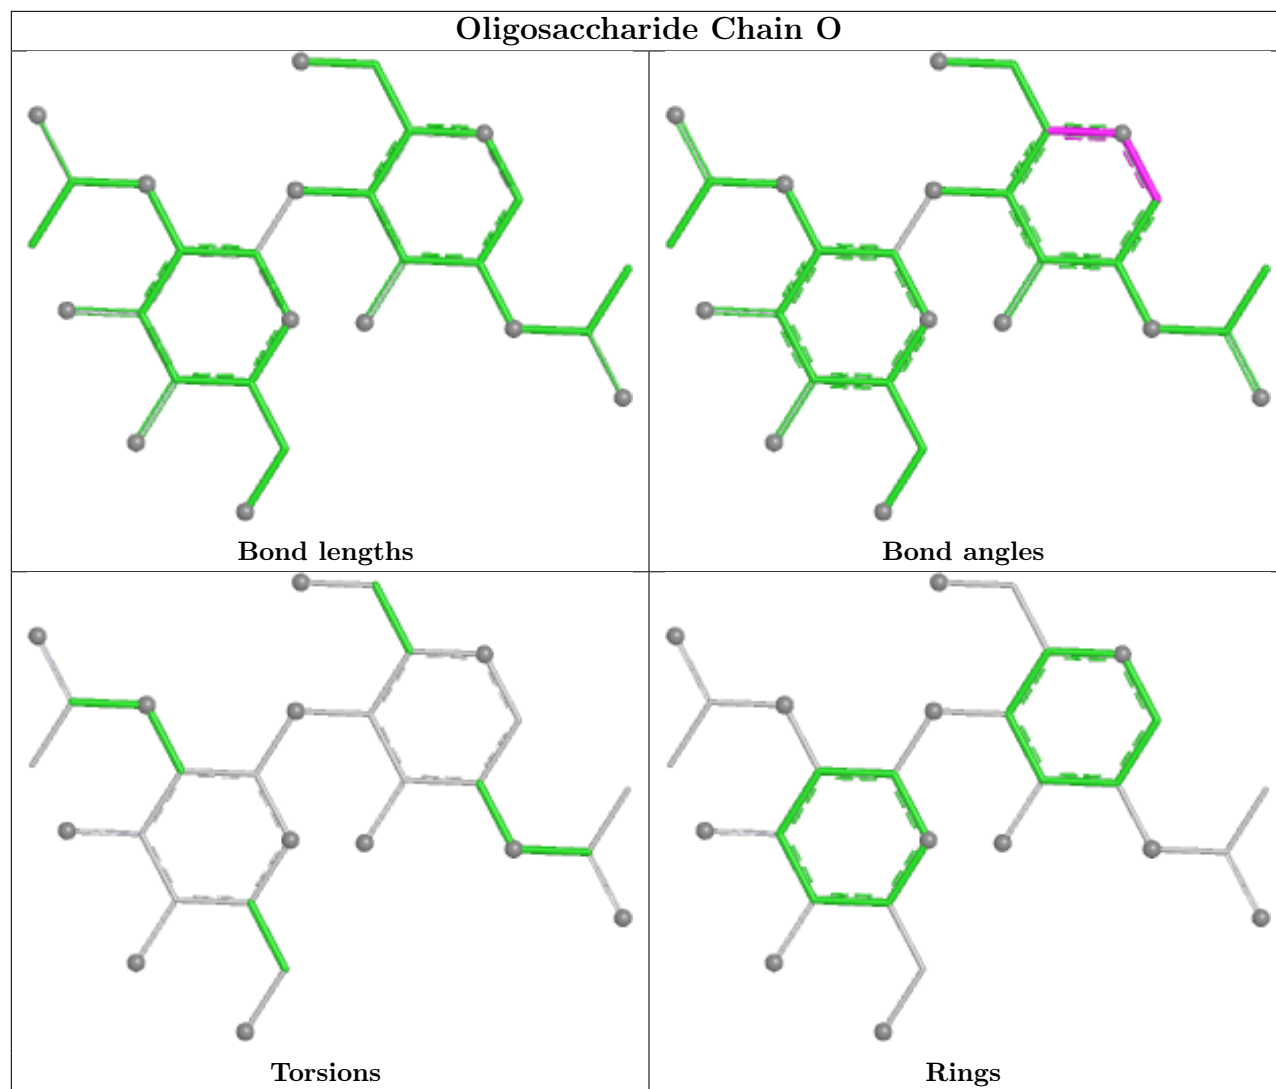 Oligosaccharide Chain O
Bond lengths
Bond angles
Torsions
Rings